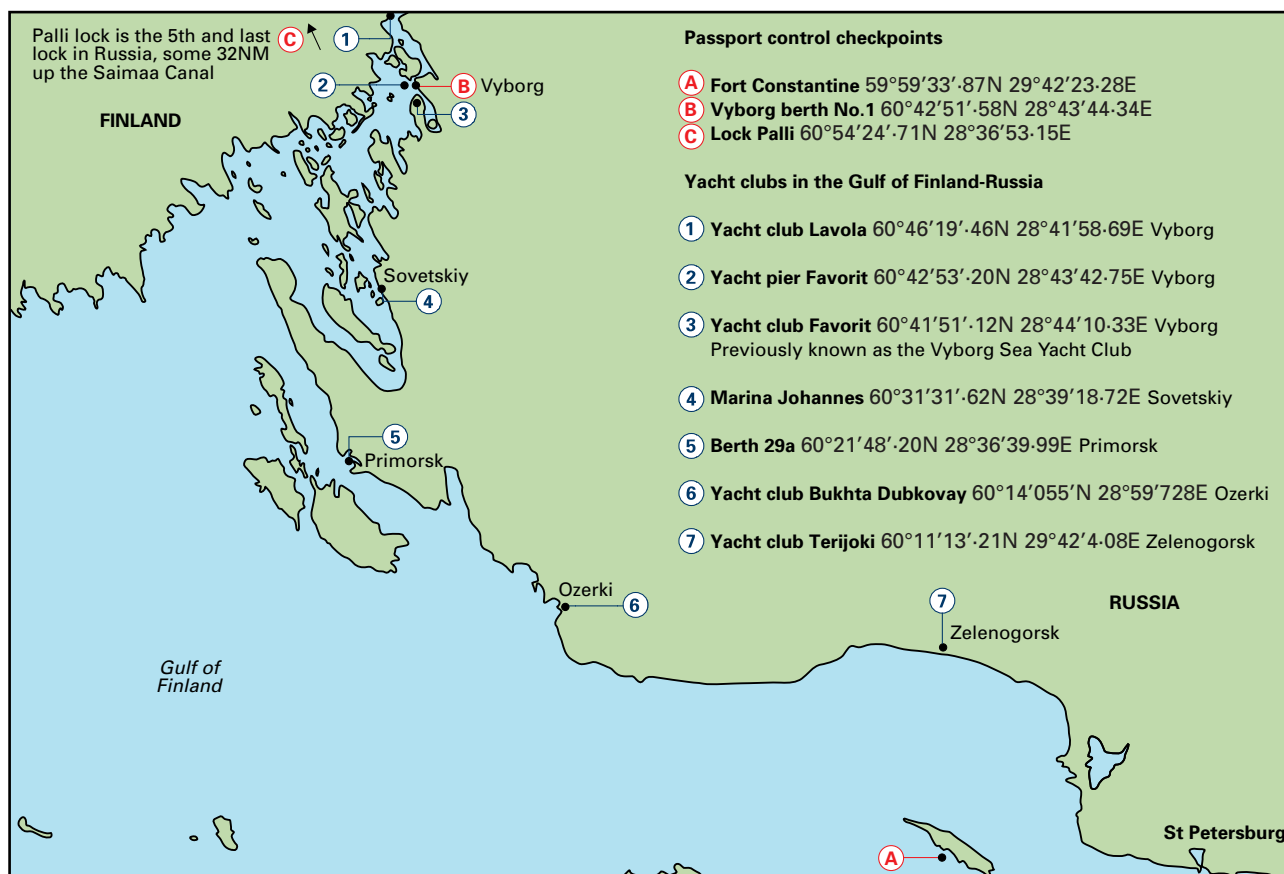 Palli lock is the 5th and last
lock in Russia, some 32NM
up the Saimaa Canal
C
1
2
B Vyborg
3
FINLAND
Sovetskiy
4
5
Primorsk
Ozerki
6
7
Zelenogorsk
RUSSIA
Gulf of
Finland
St Petersburg
A
Passport control checkpoints
A Fort Constantine 59°59'33'·87N 29°42'23·28E
B Vyborg berth No.1 60°42'51'·58N 28°43'44·34E
C Lock Palli 60°54'24'·71N 28°36'53·15E
Yacht clubs in the Gulf of Finland-Russia
1 Yacht club Lavola 60°46'19'·46N 28°41'58·69E Vyborg
2 Yacht pier Favorit 60°42'53'·20N 28°43'42·75E Vyborg
3 Yacht club Favorit 60°41'51'·12N 28°44'10·33E Vyborg
Previously known as the Vyborg Sea Yacht Club
4 Marina Johannes 60°31'31'·62N 28°39'18·72E Sovetskiy
5 Berth 29a 60°21'48'·20N 28°36'39·99E Primorsk
6 Yacht club Bukhta Dubkovay 60°14'055'N 28°59'728E Ozerki
7 Yacht club Terijoki 60°11'13'·21N 29°42'4·08E Zelenogorsk